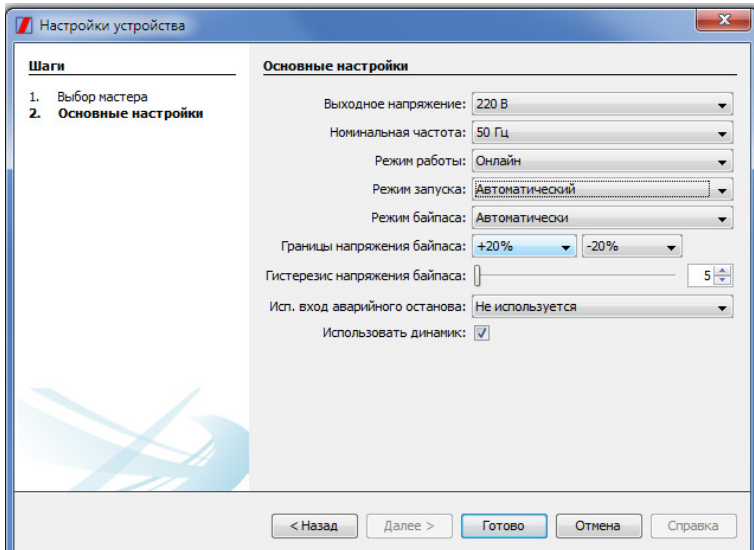 Настройки устройства
Шаги
1. Выбор мастера
2. Основные настройки
Основные настройки
Выходное напряжение: 220 В
Номинальная частота: 50 Гц
Режим работы: Онлайн
Режим запуска: Автоматический
Режим байпаса: Автоматически
Границы напряжения байпаса: +20% -20%
Гистерезис напряжения байпаса: 5
Исп. вход аварийного останова: Не используется
Использовать динамик:
< Назад Далее > Готово Отмена Справка